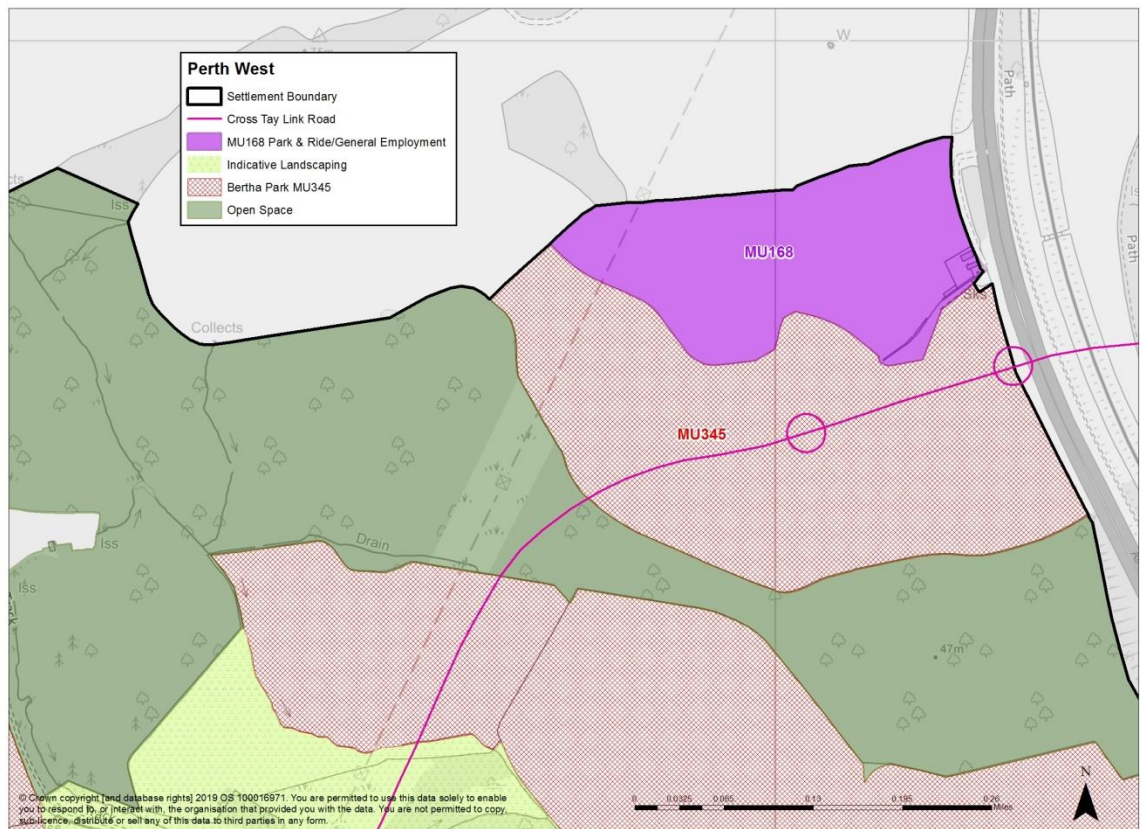 75m
W
Perth West
Settlement Boundary
Cross Tay Link Road
MU168 Park & Ride/General Employment
Indicative Landscaping
Bertha Park MU345
Open Space
Path
Path
Iss
MU168
Sks
Collects
MU345
Drain
Iss
Iss
47m
N
0 0.0325 0.065 0.13 0.195 0.26
Miles
© Crown copyright [and database rights] 2019 OS 100016971. You are permitted to use this data solely to enable
you to respond to, or interact with, the organisation that provided you with the data. You are not permitted to copy,
sub-licence, distribute or sell any of this data to third parties in any form.